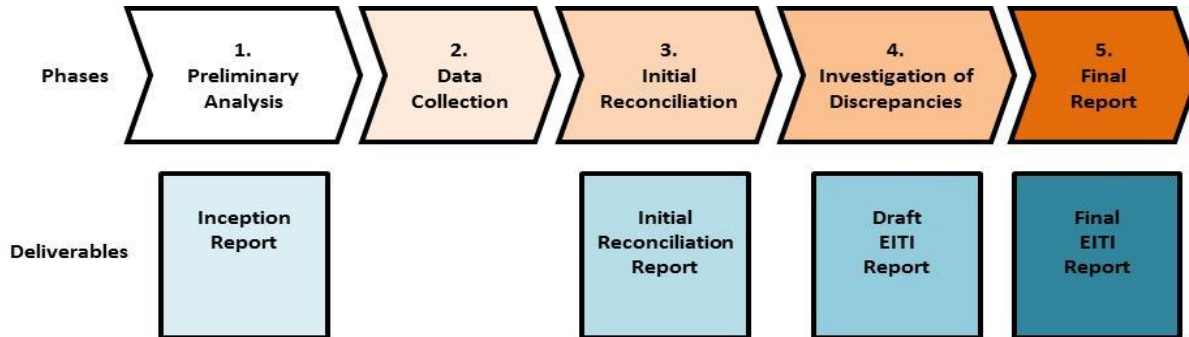 Phases
1.
Preliminary
Analysis
2.
Data
Collection
3.
Initial
Reconciliation
4.
Investigation of
Discrepancies
5.
Final
Report
Deliverables
Inception
Report
Initial
Reconciliation
Report
Draft
EITI
Report
Final
EITI
Report